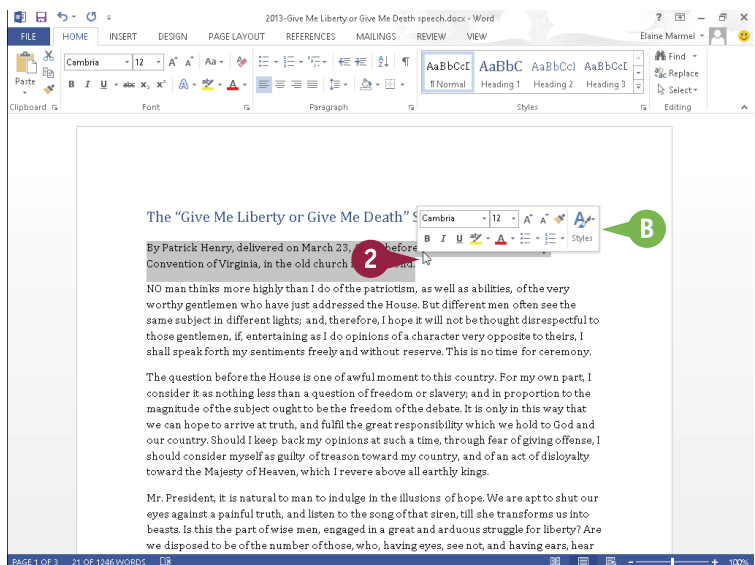 2013-Give Me Liberty or Give Me Death speech.docx - Word
?
FILE HOME INSERT DESIGN PAGE LAYOUT REFERENCES MAILINGS REVIEW VIEW Elaine Marmel
Cambria 12 A A Aa
Paste
B I U abc X₂ X² A ab A
AaBbCcI AaBbC AaBbCcI AaBbCcI
¶ Normal Heading 1 Heading 2 Heading 3
Find
Replace
Select
Clipboard Font Paragraph Styles Editing
The “Give Me Liberty or Give Me Death” S
Cambria 12 A A
B I U ab A Styles
B
By Patrick Henry, delivered on March 23, before
2
Convention of Virginia, in the old church
NO man thinks more highly than I do of the patriotism, as well as abilities, of the very
worthy gentlemen who have just addressed the House. But different men often see the
same subject in different lights; and, therefore, I hope it will not be thought disrespectful to
those gentlemen, if, entertaining as I do opinions of a character very opposite to theirs, I
shall speak forth my sentiments freely and without reserve. This is no time for ceremony.
The question before the House is one of awful moment to this country. For my own part, I
consider it as nothing less than a question of freedom or slavery; and in proportion to the
magnitude of the subject ought to be the freedom of the debate. It is only in this way that
we can hope to arrive at truth, and fulfil the great responsibility which we hold to God and
our country. Should I keep back my opinions at such a time, through fear of giving offense, I
should consider myself as guilty of treason toward my country, and of an act of disloyalty
toward the Majesty of Heaven, which I revere above all earthly kings.
Mr. President, it is natural to man to indulge in the illusions of hope. We are apt to shut our
eyes against a painful truth, and listen to the song of that siren, till she transforms us into
beasts. Is this the part of wise men, engaged in a great and arduous struggle for liberty? Are
we disposed to be of the number of those, who, having eyes, see not, and having ears, hear
PAGE 1 OF 3 21 OF 1246 WORDS 100%